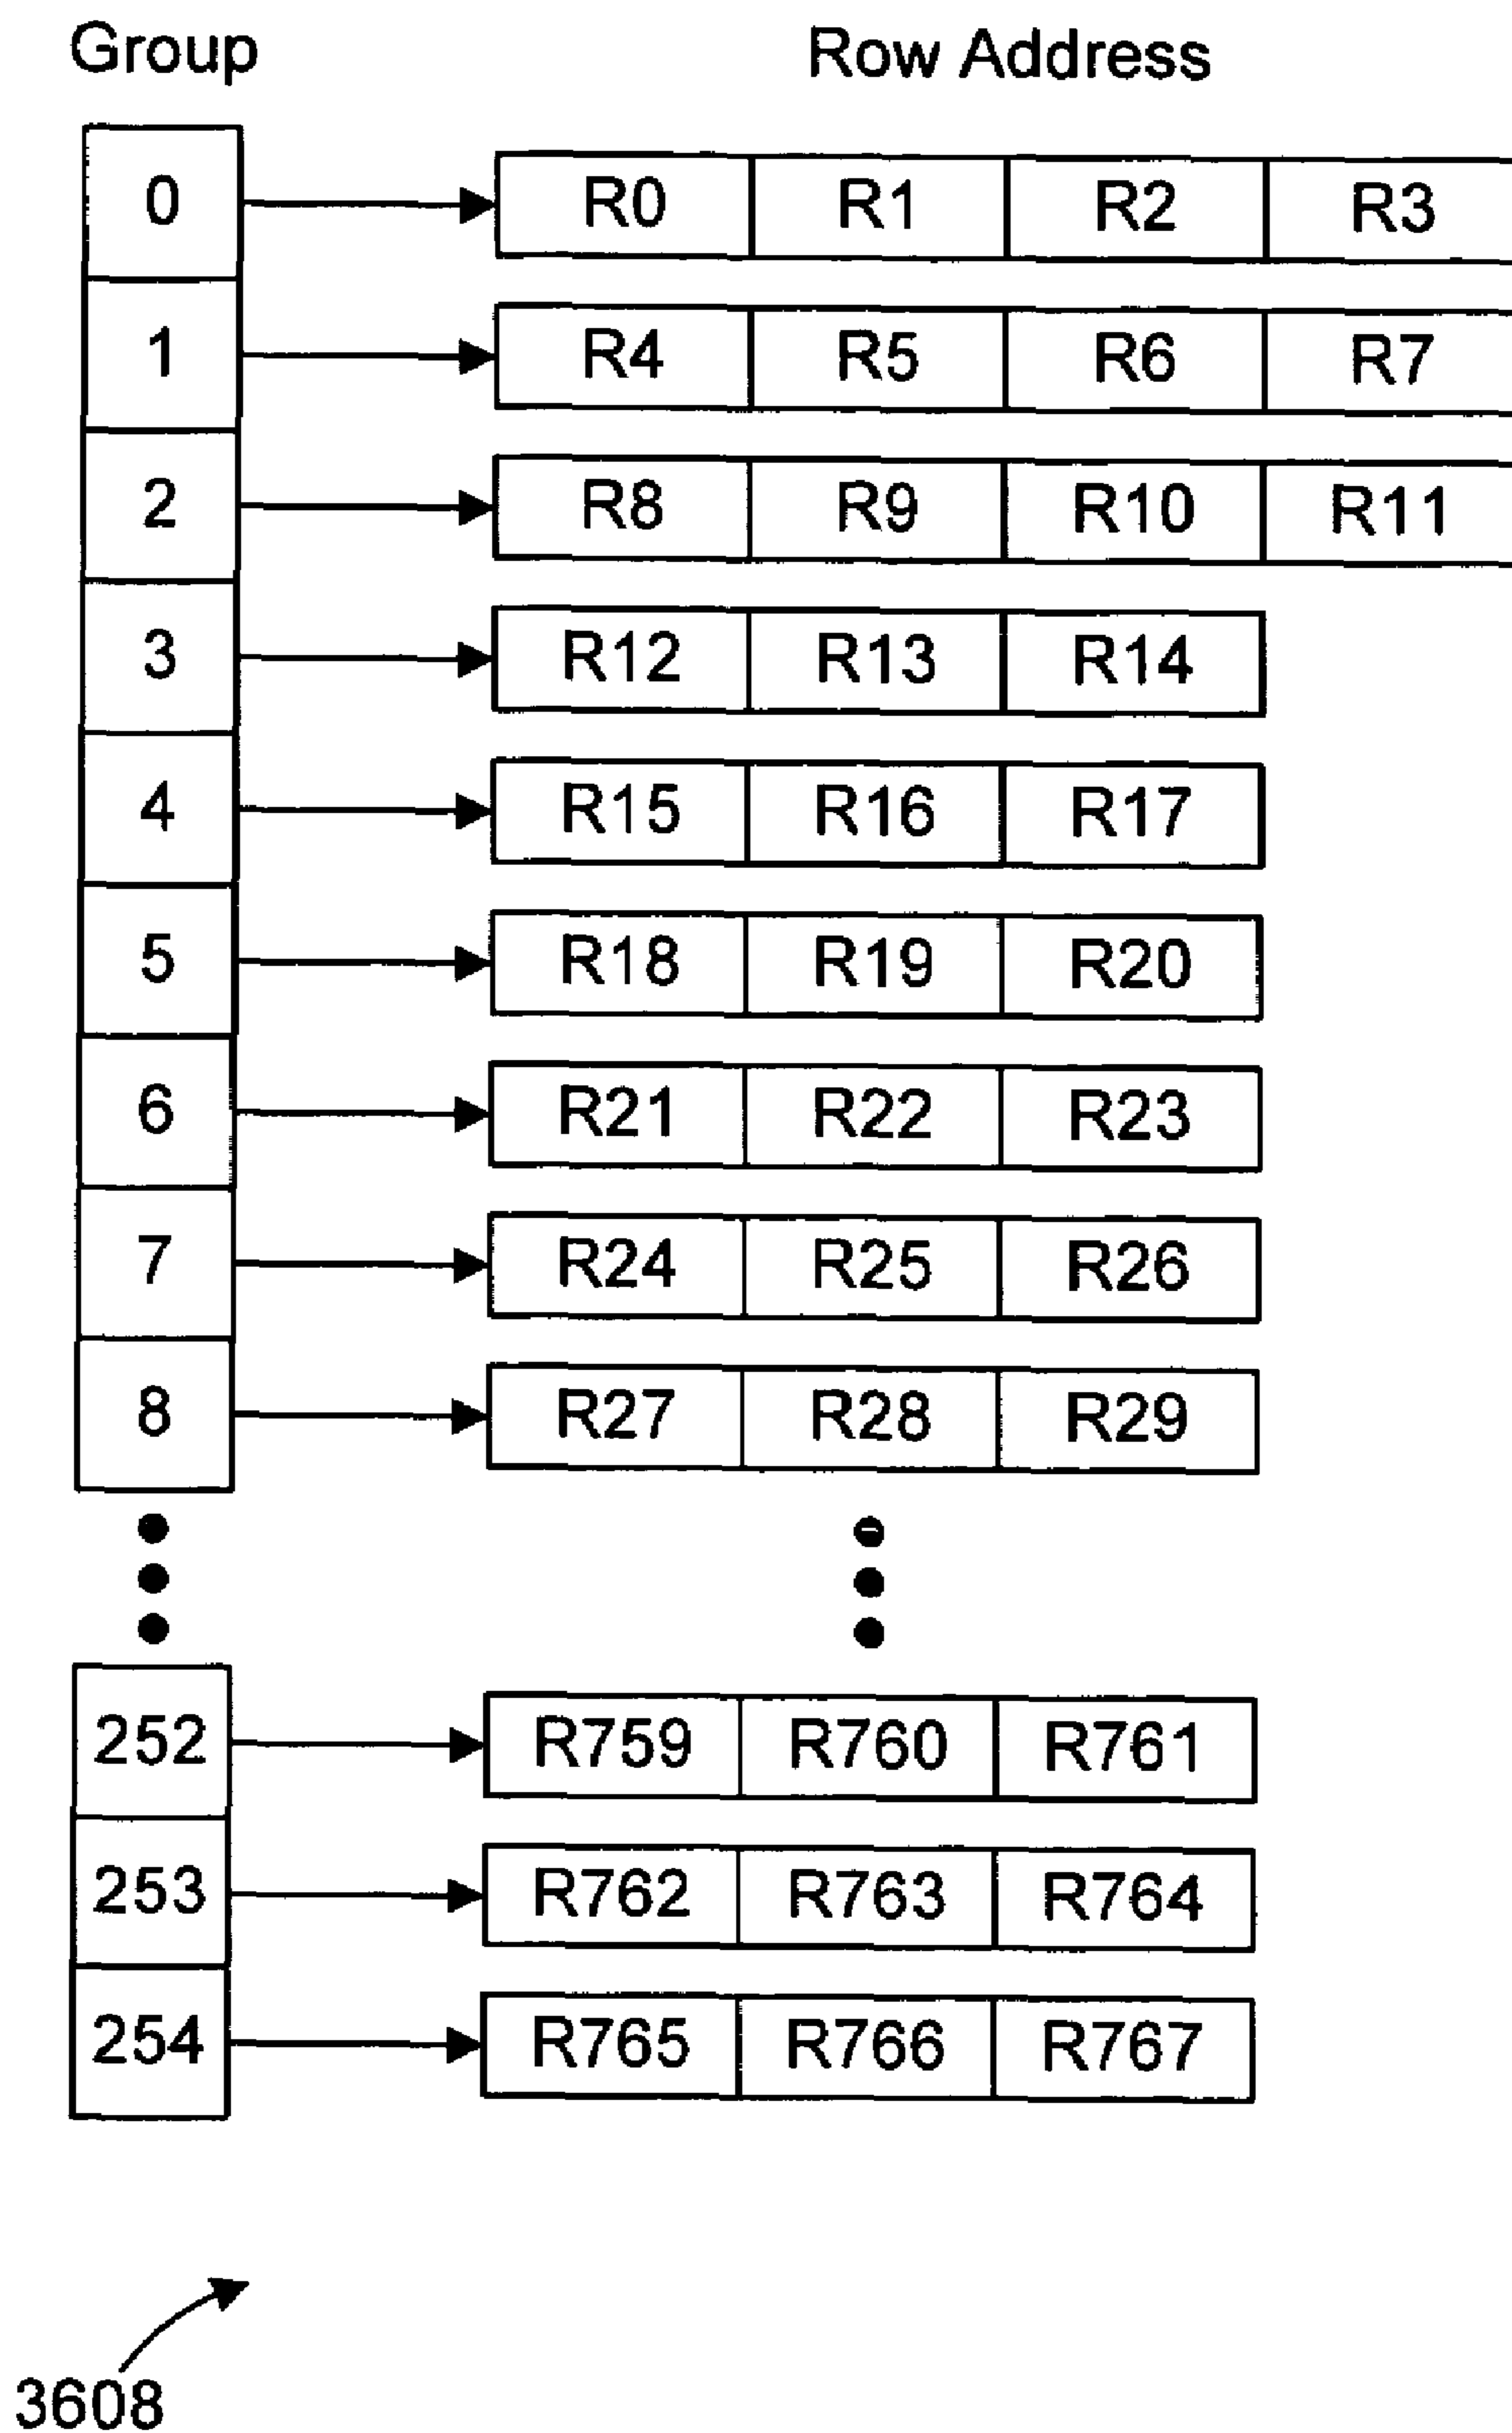 Group Row Address
0 R0 R1 R2 R3
1 R4 R5 R6 R7
2 R8 R9 R10 R11
3 R12 R13 R14
4 R15 R16 R17
5 R18 R19 R20
6 R21 R22 R23
7 R24 R25 R26
8 R27 R28 R29
252 R759 R760 R761
253 R762 R763 R764
254 R765 R766 R767
3608